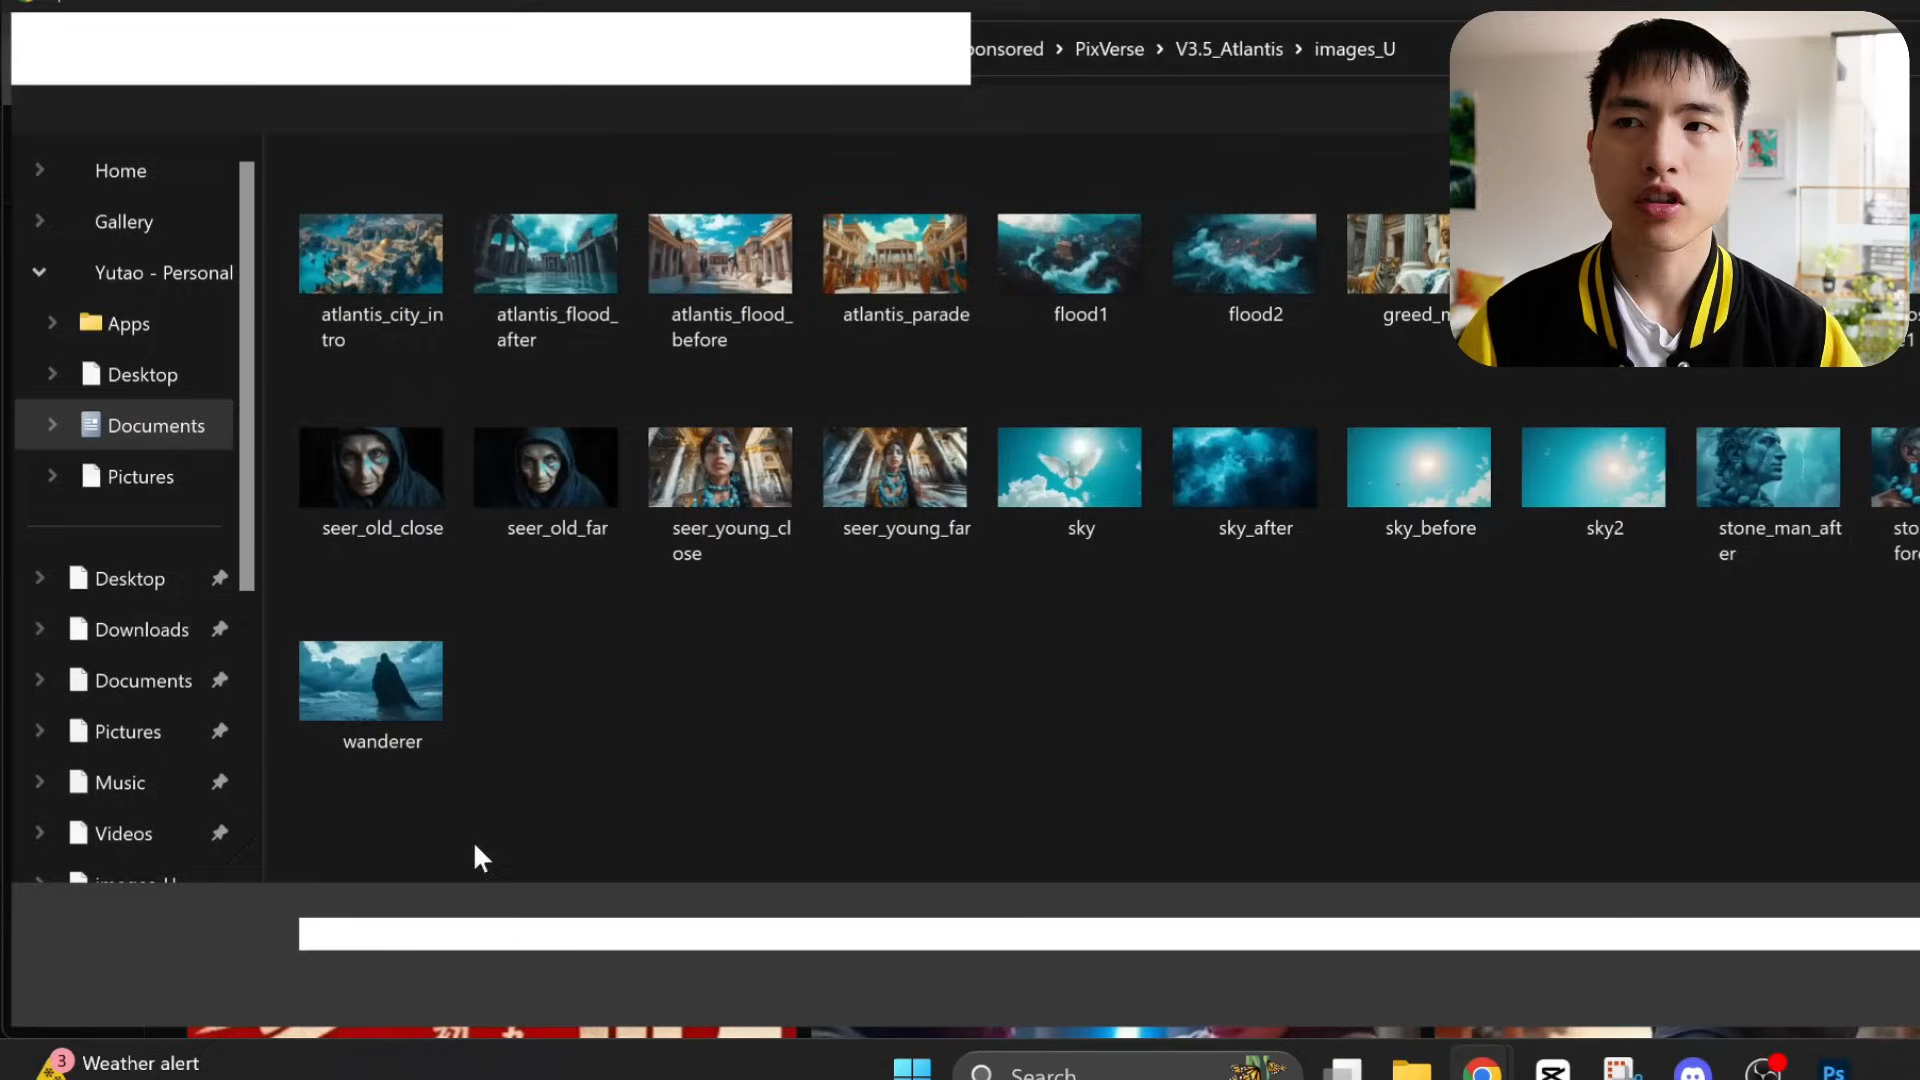 PixVerse > V3.5_Atlantis > images_U
Home
Gallery
Yutao - Personal
Apps
Desktop
Documents
Pictures
Desktop
Downloads
Documents
Pictures
Music
Videos
atlantis_city_in
tro
atlantis_flood_
after
atlantis_flood_
before
atlantis_parade
flood1
flood2
seer_old_close
seer_old_far
seer_young_cl
ose
seer_young_far
sky
sky_after
sky_before
sky2
stone_man_aft
er
wanderer
3
Weather alert
Search
Ps